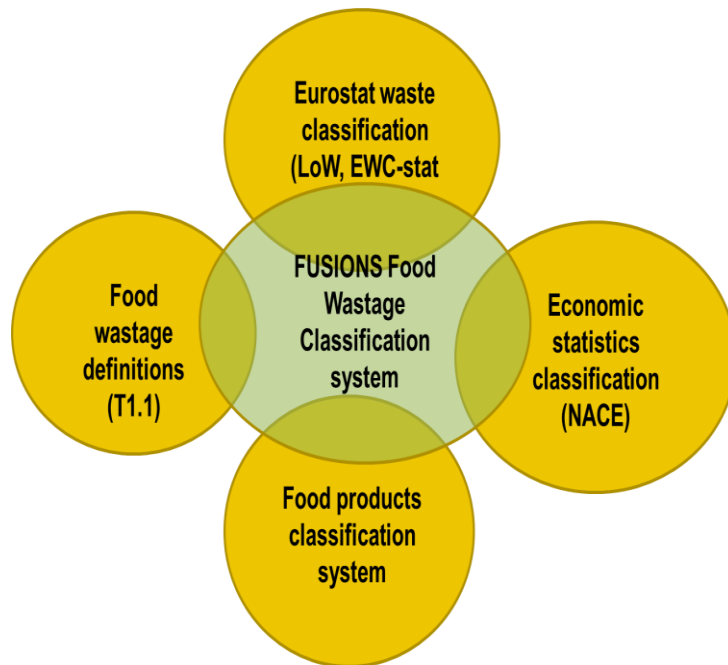 Eurostat waste
classification
(LoW, EWC-stat
FUSIONS Food
Wastage
Classification
system
Food
wastage
definitions
(T1.1)
Economic
statistics
classification
(NACE)
Food products
classification
system